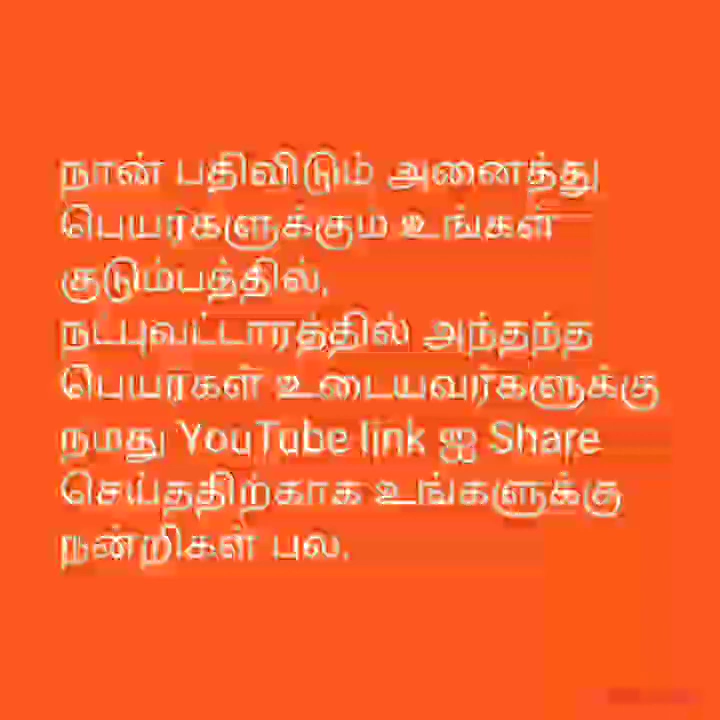 நான் பதிவிடும் அனைத்து
பெயர்களுக்கும் உங்கள்
குடும்பத்தில்,
நட்புவட்டாரத்தில் அந்தந்த
பெயர்கள் உடையவர்களுக்கு
நமது YouTube link ஐ Share
செய்ததிற்காக உங்களுக்கு
நன்றிகள் பல.